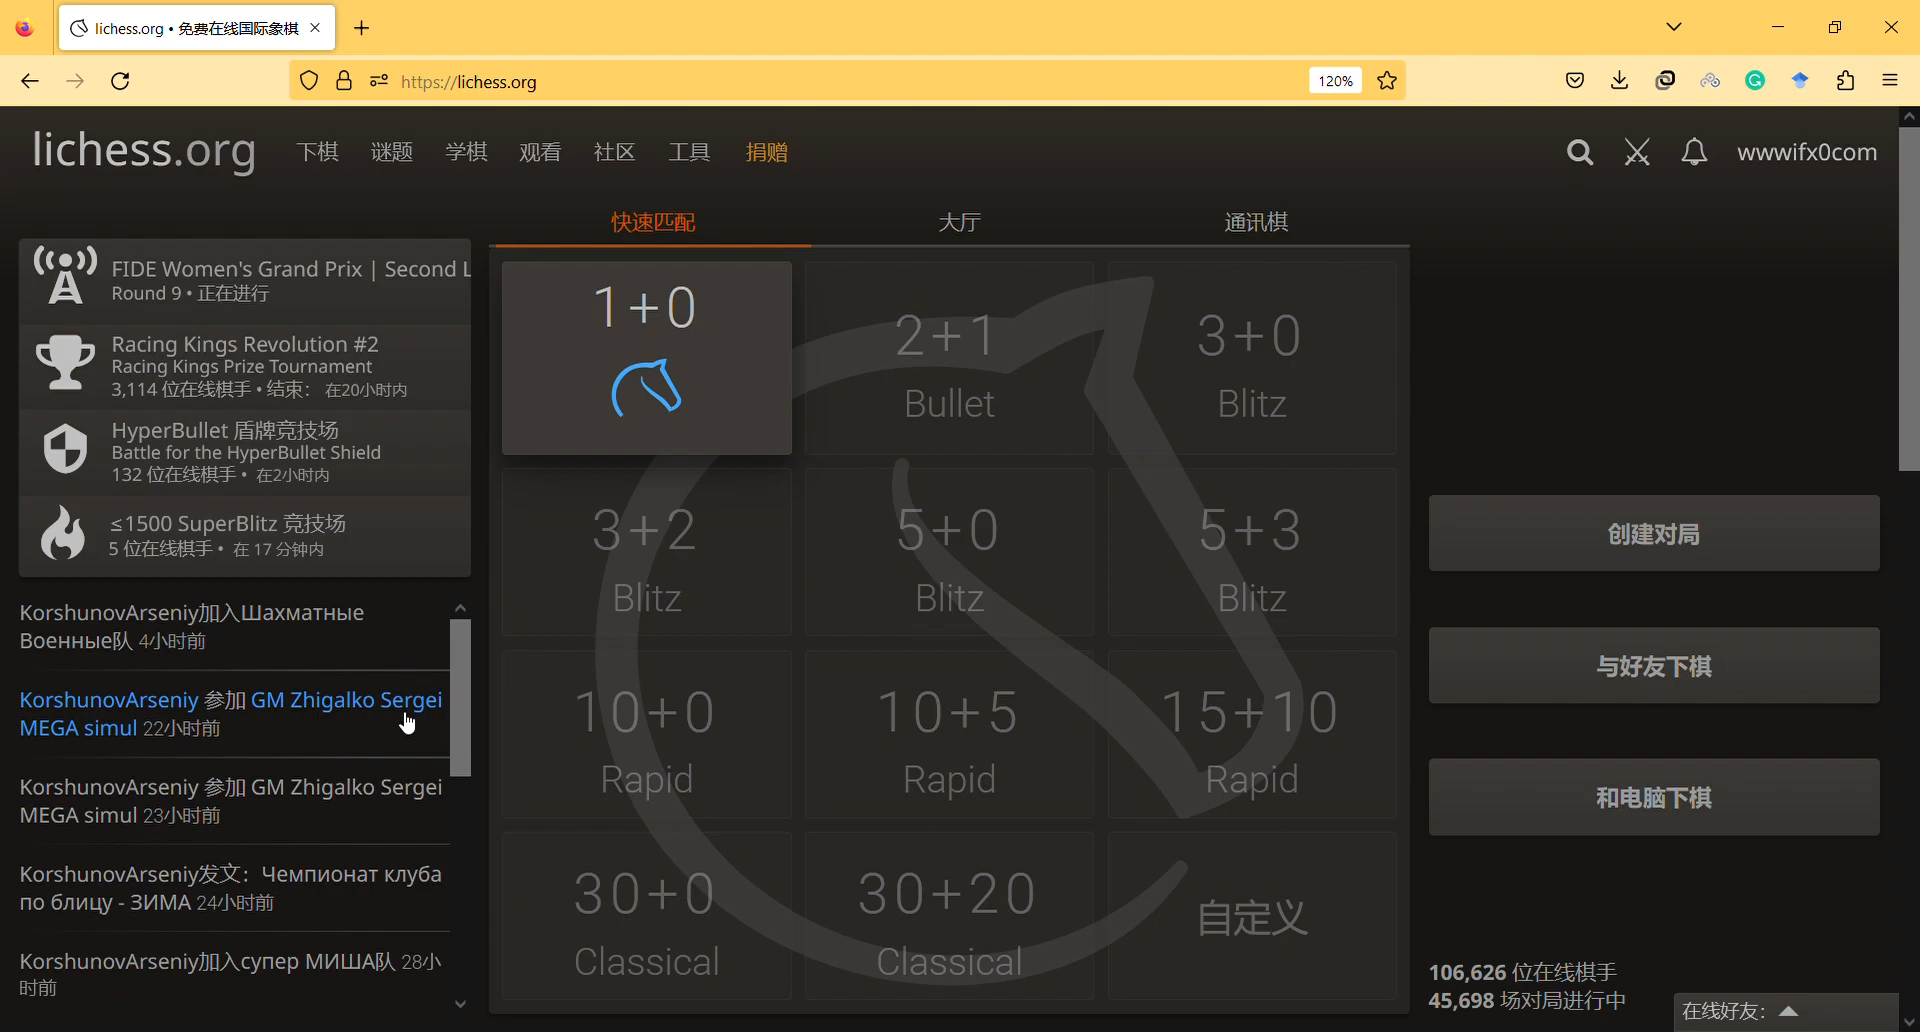 lichess.org • 免费在线国际象棋
https://lichess.org
120%
lichess.org
下棋 谜题 学棋 观看 社区 工具 捐赠
wwwifx0com
快速匹配 大厅 通讯棋
FIDE Women's Grand Prix | Second L
Round 9 • 正在进行
Racing Kings Revolution #2
Racing Kings Prize Tournament
3,114 位在线棋手 • 结束： 在20小时内
HyperBullet 盾牌竞技场
Battle for the HyperBullet Shield
132 位在线棋手 • 在2小时内
≤1500 SuperBlitz 竞技场
5 位在线棋手 • 在 17 分钟内
KorshunovArseniy加入Шахматные
Военные队 4小时前
KorshunovArseniy 参加 GM Zhigalko Sergei
MEGA simul 22小时前
KorshunovArseniy 参加 GM Zhigalko Sergei
MEGA simul 23小时前
KorshunovArseniy发文：Чемпионат клуба
по блицу - ЗИМА 24小时前
KorshunovArseniy加入супер МИША队 28小
时前
1+0
2+1
Bullet
3+0
Blitz
3+2
Blitz
5+0
Blitz
5+3
Blitz
10+0
Rapid
10+5
Rapid
15+10
Rapid
30+0
Classical
30+20
Classical
自定义
创建对局
与好友下棋
和电脑下棋
106,626 位在线棋手
45,698 场对局进行中
在线好友：